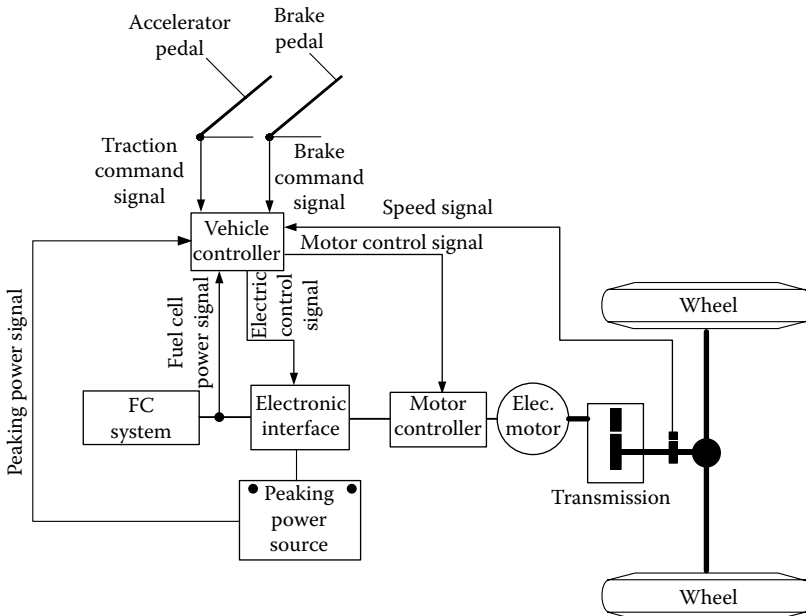 Accelerator
pedal
Brake
pedal
Traction
command
signal
Brake
command
signal
Speed signal
Vehicle
controller
Motor control signal
Peaking power signal
Fuel cell
power signal
Electric
control
signal
Wheel
FC
system
Electronic
interface
Motor
controller
Elec.
motor
Transmission
Peaking
power
source
Wheel